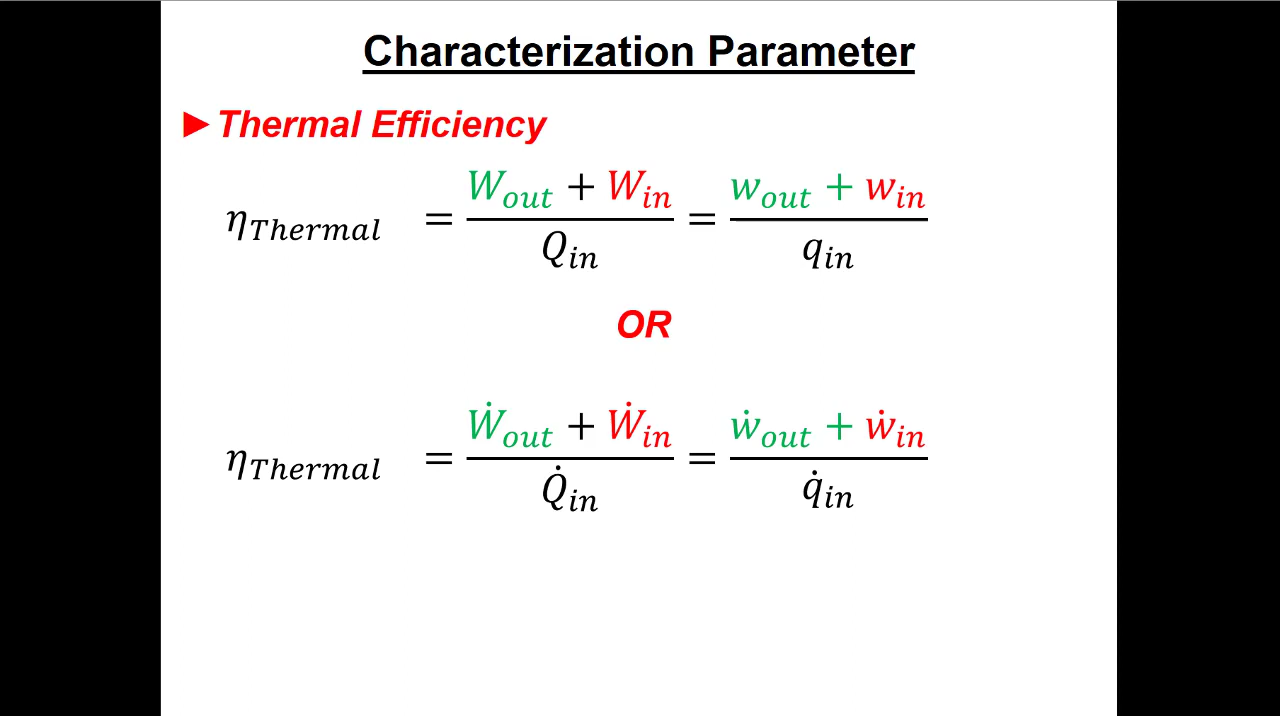 Characterization Parameter
►Thermal Efficiency
η_Thermal = (W_out + W_in) / Q_in = (w_out + w_in) / q_in
OR
η_Thermal = (Ẇ_out + Ẇ_in) / Q̇_in = (ẇ_out + ẇ_in) / q̇_in